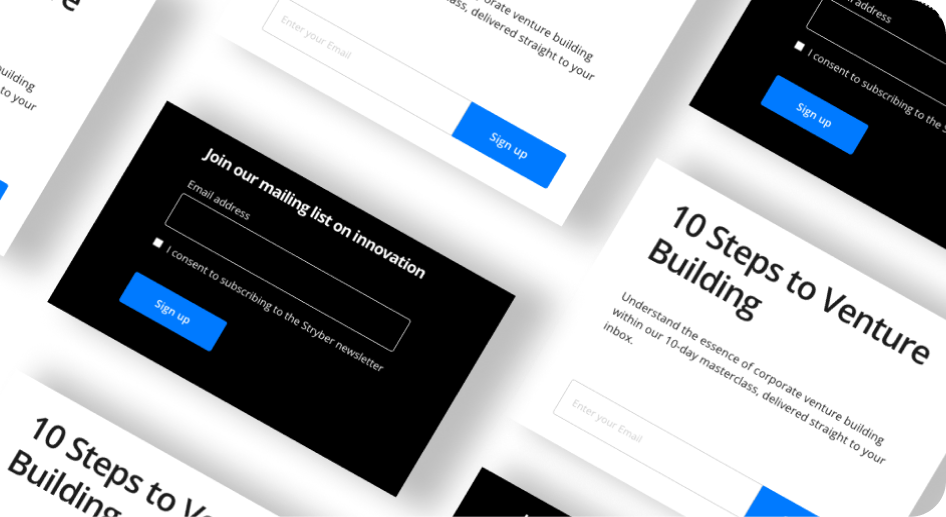 re
building
to your
Enter your Email
porate venture building
class, delivered straight to your
Sign up
address
I consent to subscribing to the
Sign up
Join our mailing list on innovation
Email address
I consent to subscribing to the Stryber newsletter
Sign up
10 Steps to Venture
Building
Understand the essence of corporate venture building
within our 10-day masterclass, delivered straight to your
inbox.
Enter your Email
10 Steps to Ve
Building